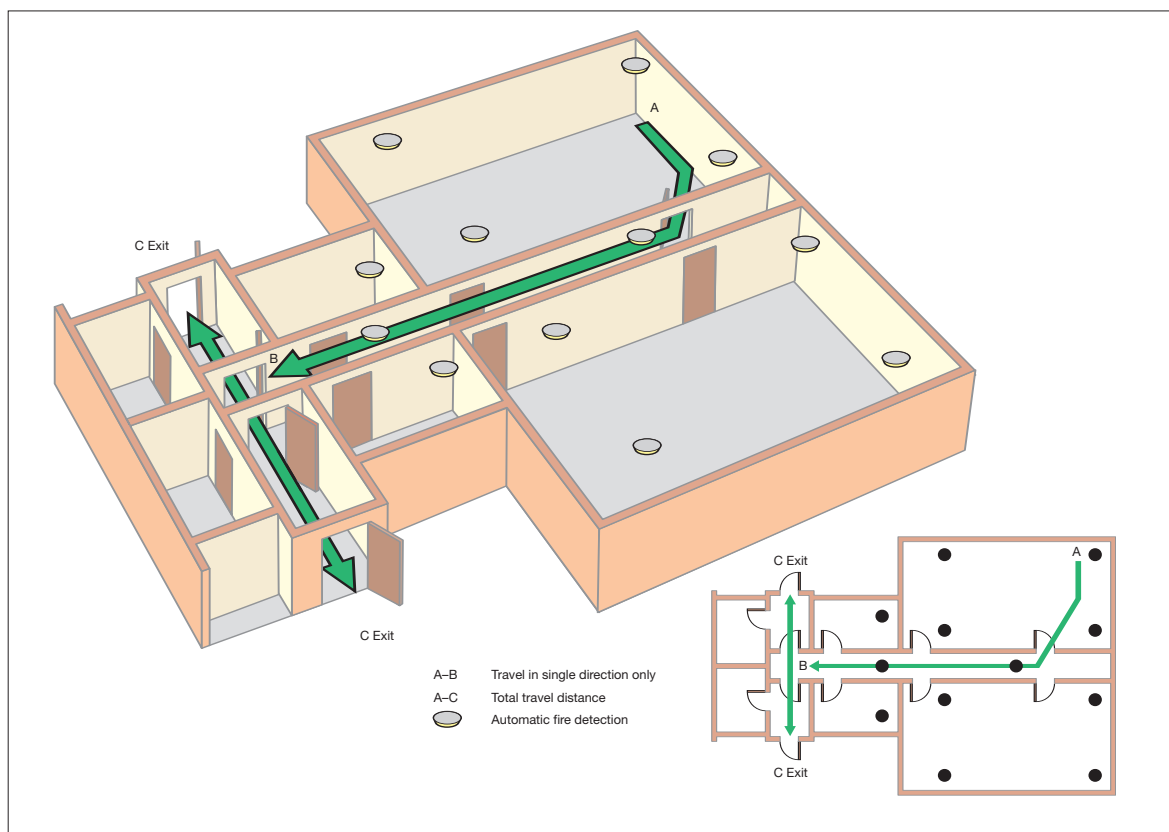 A
C Exit
B
C Exit
A–B Travel in single direction only
A–C Total travel distance
Automatic fire detection
C Exit
A
B
C Exit